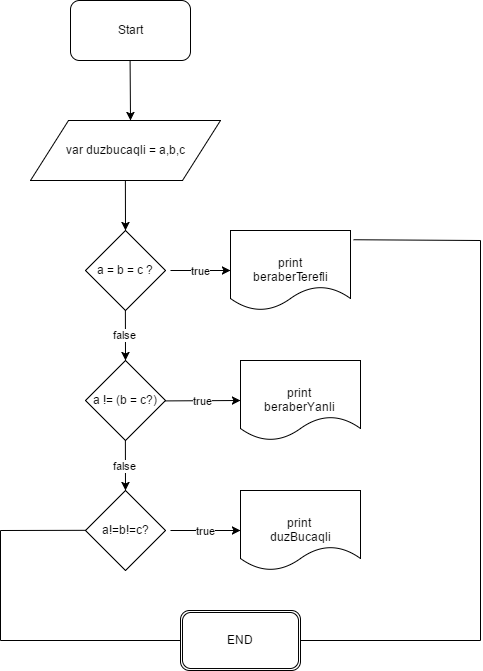 Start
var duzbucaqli = a,b,c
a = b = c ?
true
print
beraberTerefli
false
a != (b = c?)
true
print
beraberYanli
false
a!=b!=c?
true
print
duzBucaqli
END